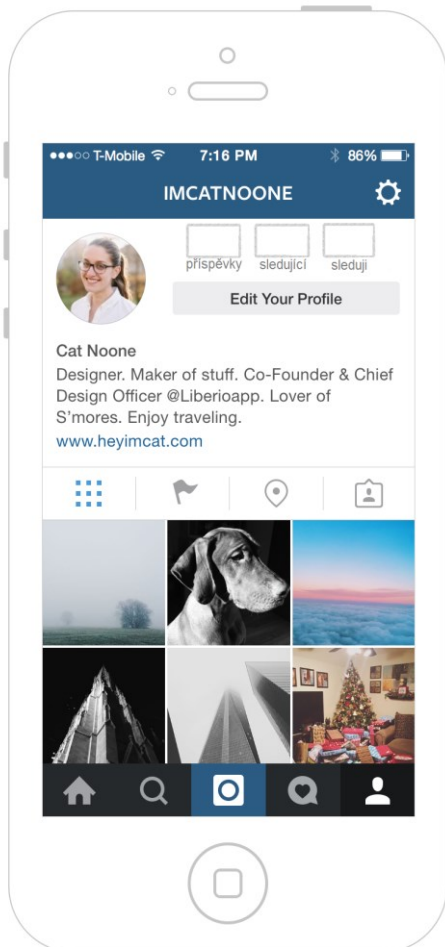 T-Mobile 7:16 PM 86%
IMCATNOONE
příspěvky sledující sleduji
Edit Your Profile
Cat Noone
Designer. Maker of stuff. Co-Founder & Chief
Design Officer @Liberioapp. Lover of
S'mores. Enjoy traveling.
www.heyimcat.com